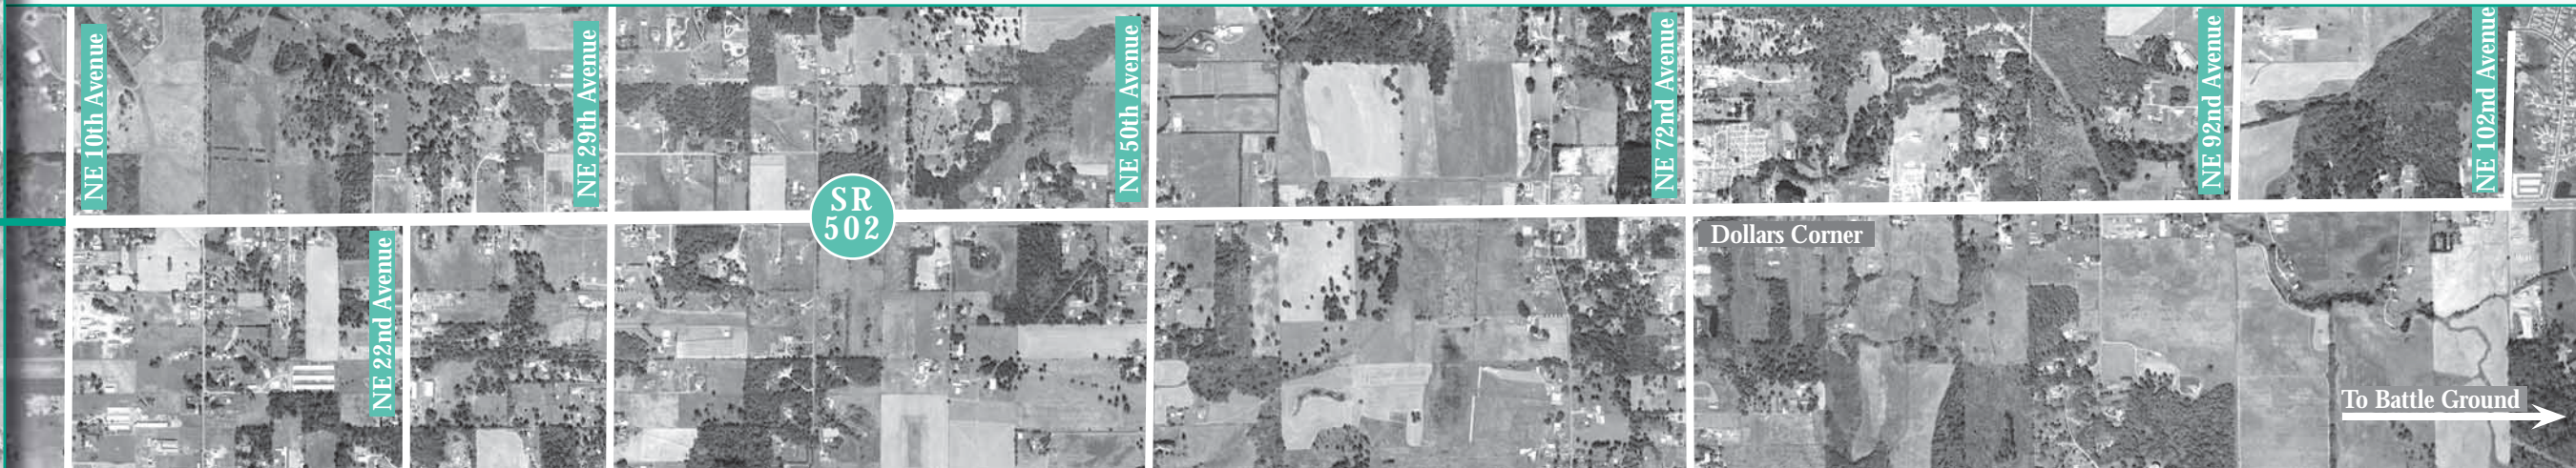 NE 10th Avenue
NE 29th Avenue
NE 50th Avenue
NE 72nd Avenue
NE 92nd Avenue
NE 102nd Avenue
SR
502
Dollars Corner
NE 22nd Avenue
To Battle Ground